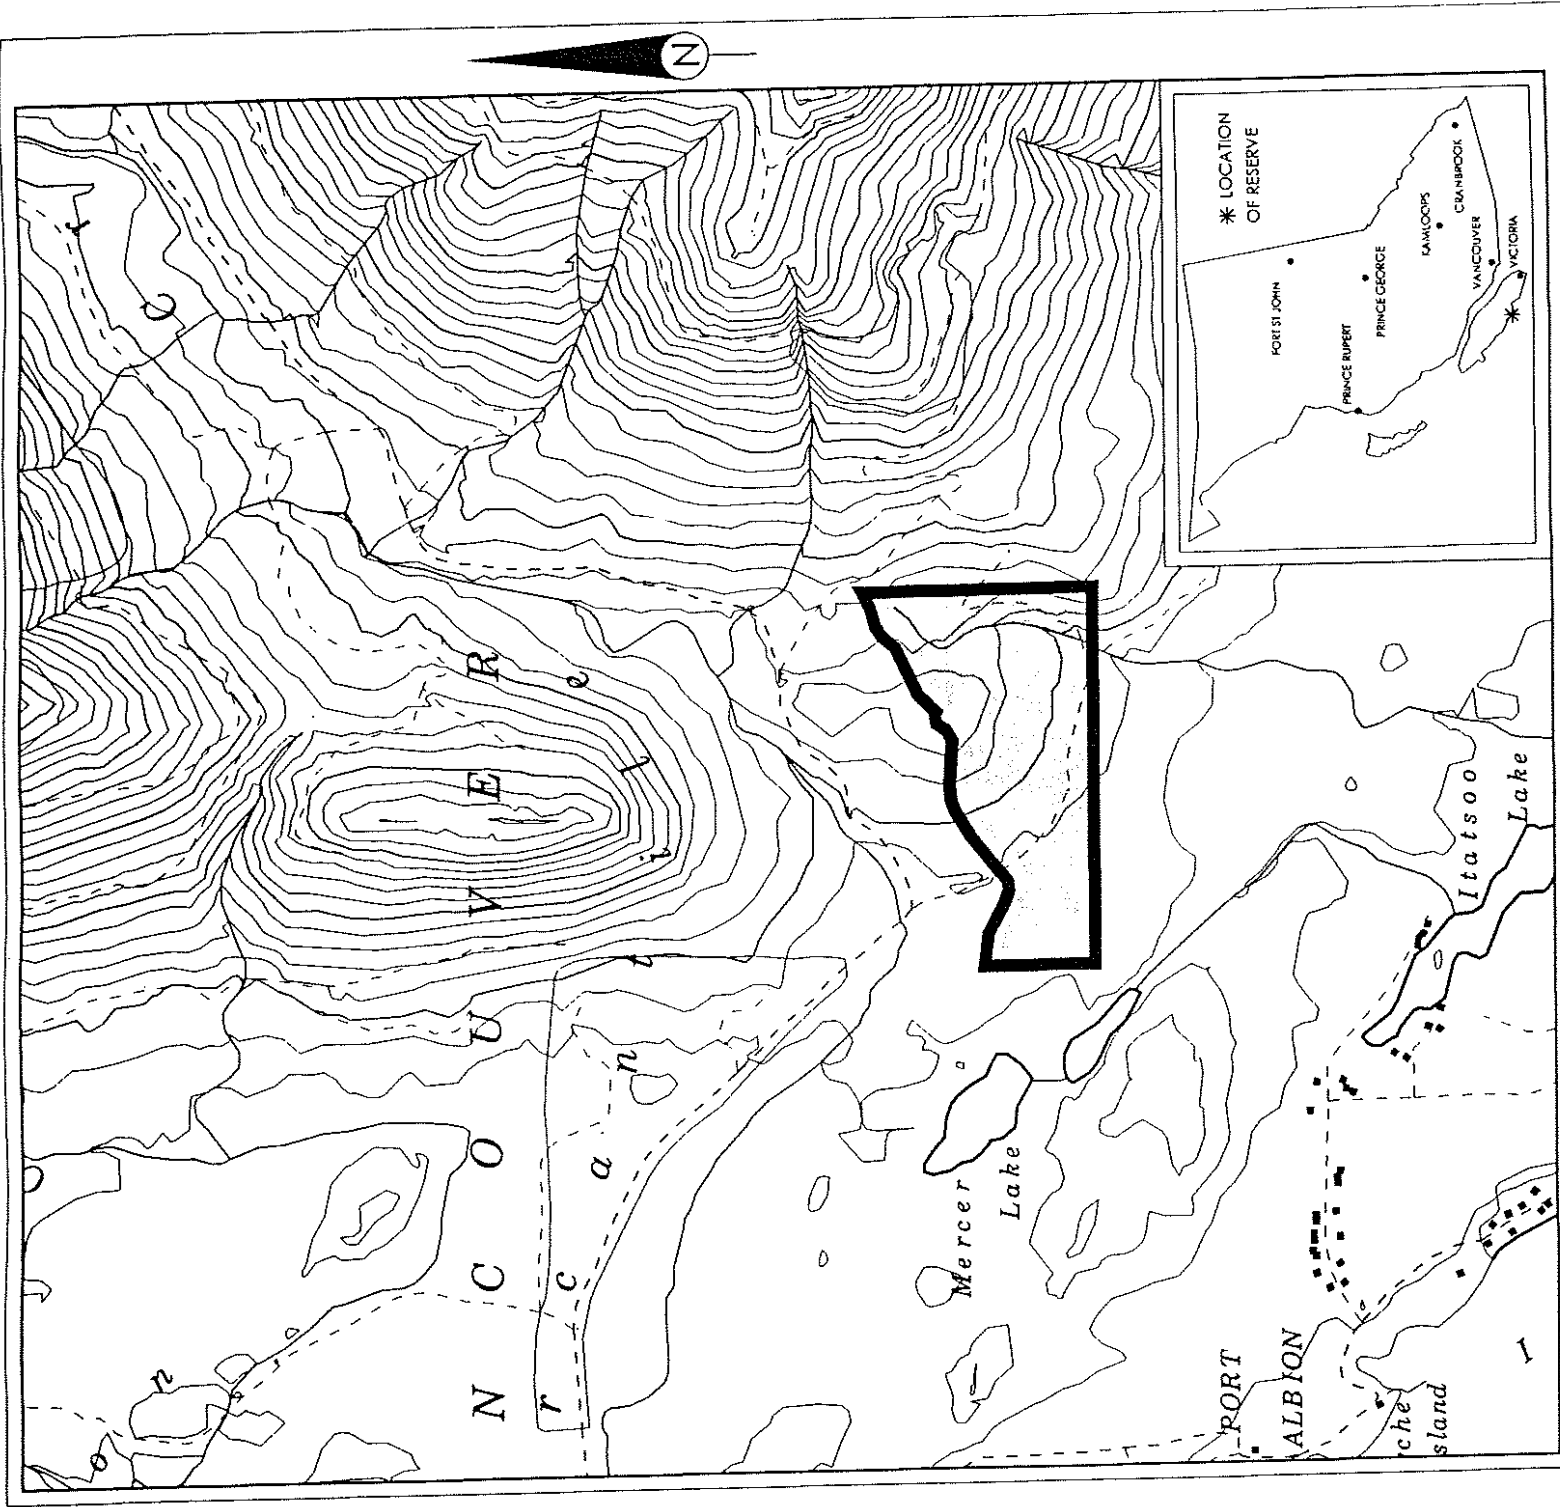 N
* LOCATION
OF RESERVE
FORT ST JOHN
PRINCE RUPERT
PRINCE GEORGE
KAMLOOPS
CRANBROOK
VANCOUVER
VICTORIA
N C O U V E R
r c a n t i l e
o n
C r
Mercer
Lake
Itatsoo
Lake
PORT
ALBION
che
sland
I